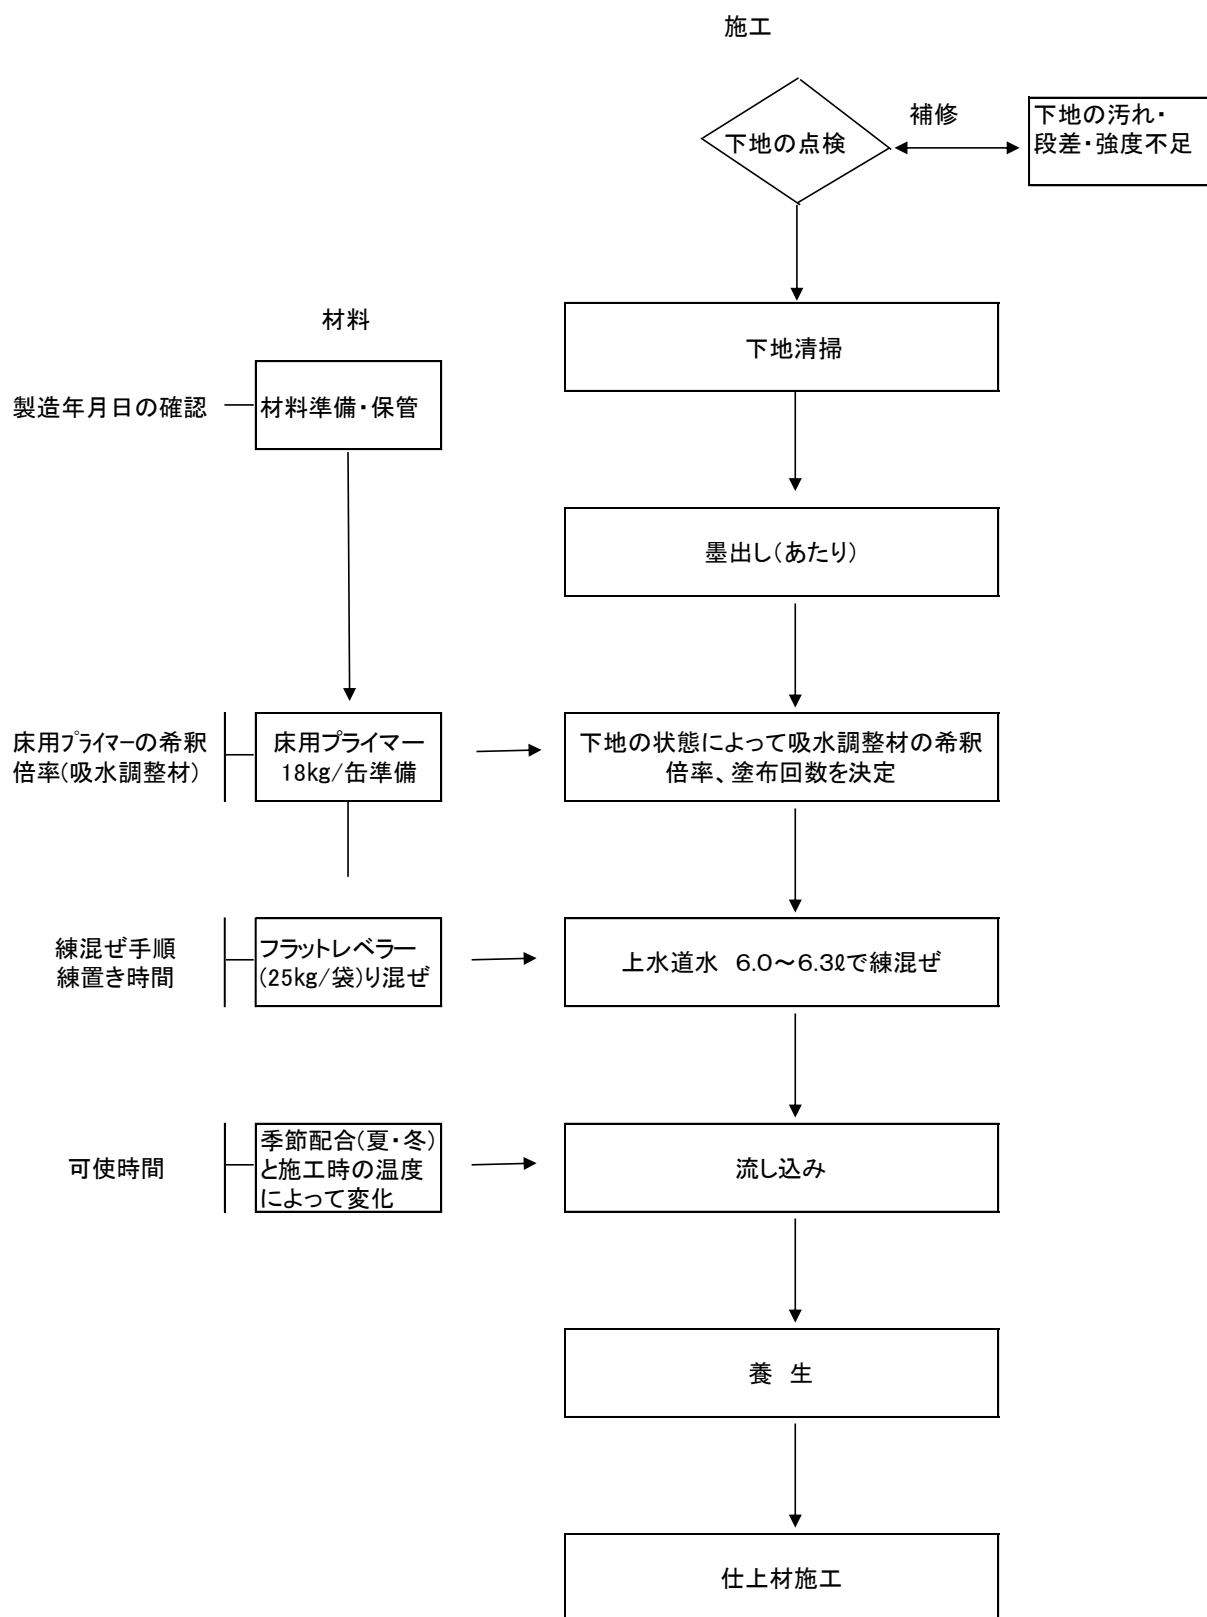 施工
下地の点検
補修
下地の汚れ・
段差・強度不足
下地清掃
材料
製造年月日の確認
材料準備・保管
墨出し(あたり)
床用プライマーの希釈
倍率(吸水調整材)
床用プライマー
18kg/缶準備
下地の状態によって吸水調整材の希釈
倍率、塗布回数を決定
練混ぜ手順
練置き時間
フラットレベラー
(25kg/袋)り混ぜ
上水道水 6.0～6.3ℓで練混ぜ
可使時間
季節配合(夏・冬)
と施工時の温度
によって変化
流し込み
養 生
仕上材施工